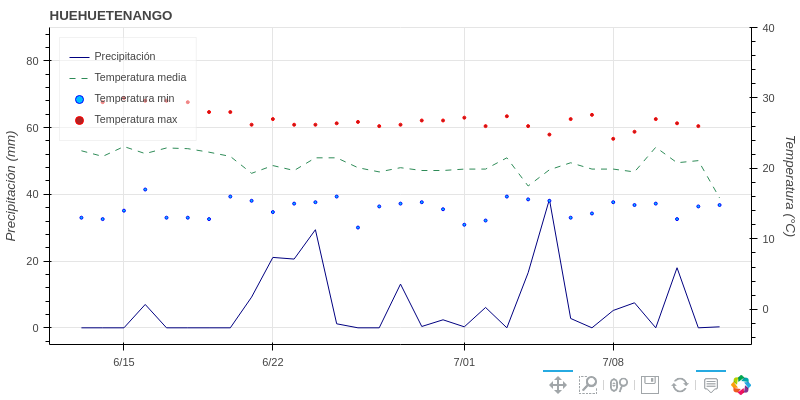 HUEHUETENANGO
Precipitación
Temperatura media
Temperatura min
Temperatura max
Precipitación (mm)
80
60
40
20
0
Temperatura (°C)
40
30
20
10
0
6/15
6/22
7/01
7/08